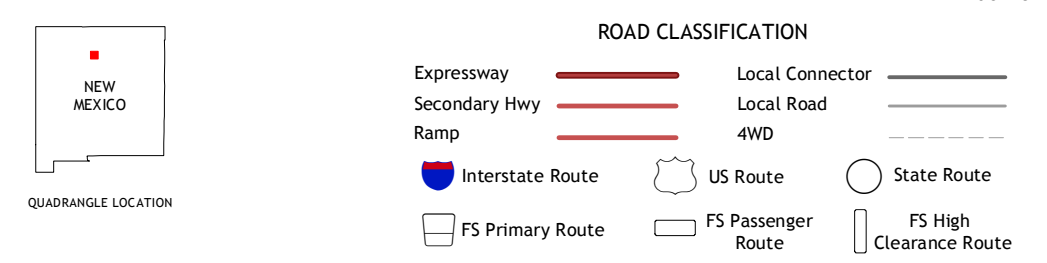 ROAD CLASSIFICATION
Expressway
Local Connector
Secondary Hwy
Local Road
Ramp
4WD
Interstate Route
US Route
State Route
FS Primary Route
FS Passenger
Route
FS High
Clearance Route
NEW
MEXICO
QUADRANGLE LOCATION